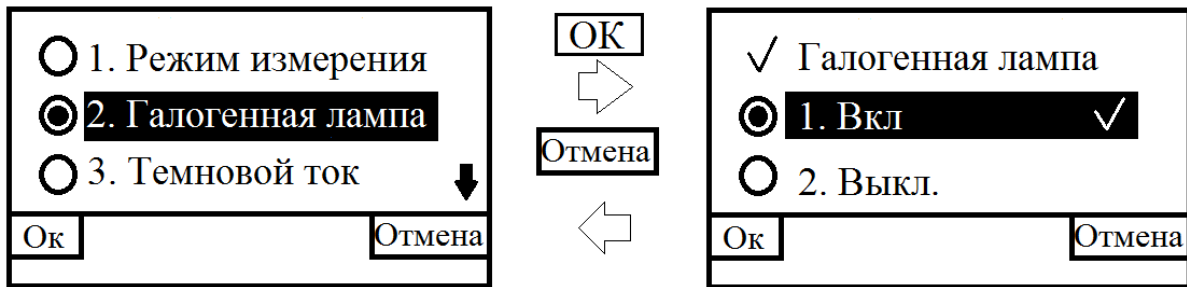 1. Режим измерения
2. Галогенная лампа
3. Темновой ток
Ок
Отмена
ОК
Отмена
Галогенная лампа
1. Вкл
2. Выкл.
Ок
Отмена